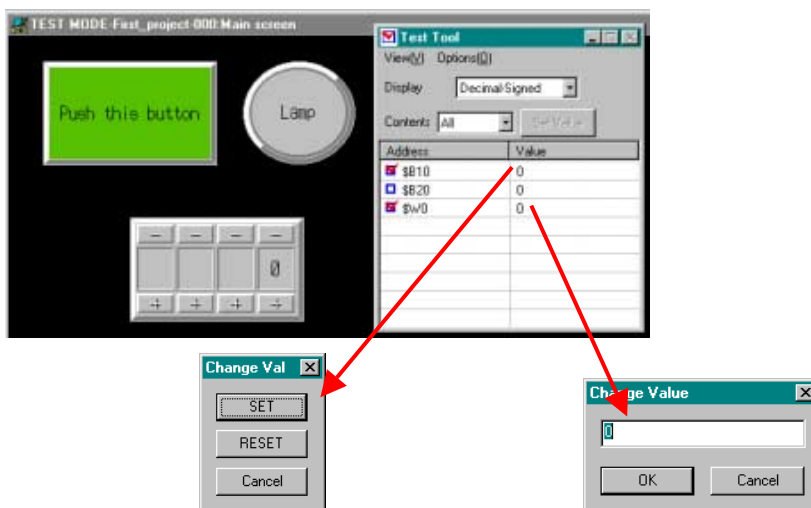 TEST MODE First_project-000:Main screen
Push this button
Lamp
0
Test Tool
View(V) Options(O)
Display Decimal-Signed
Contents All Set Value
Address Value
$B10 0
$B20 0
$W0 0
Change Val
SET
RESET
Cancel
Change Value
0
OK Cancel